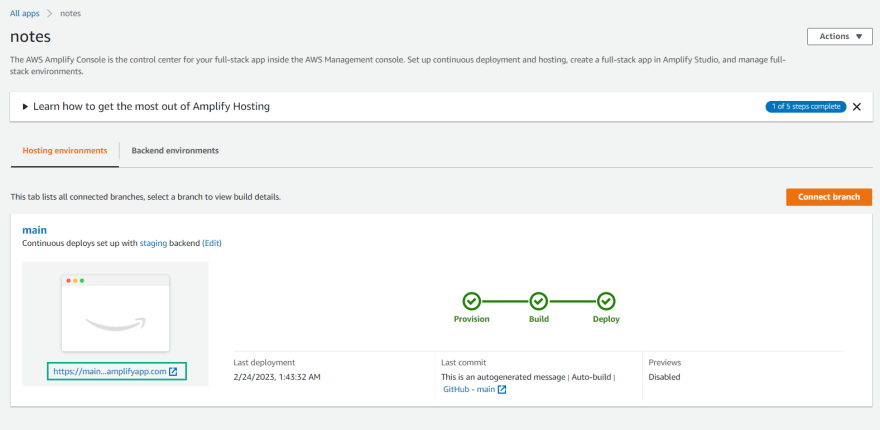 All apps > notes
notes
Actions
The AWS Amplify Console is the control center for your full-stack app inside the AWS Management console. Set up continuous deployment and hosting, create a full-stack app in Amplify Studio, and manage full-
stack environments.
Learn how to get the most out of Amplify Hosting
1 of 5 steps complete
Hosting environments
Backend environments
This tab lists all connected branches, select a branch to view build details.
Connect branch
main
Continuous deploys set up with staging backend (Edit)
Provision
Build
Deploy
https://main...amplifyapp.com
Last deployment
2/24/2023, 1:43:32 AM
Last commit
This is an autogenerated message | Auto-build |
GitHub - main
Previews
Disabled